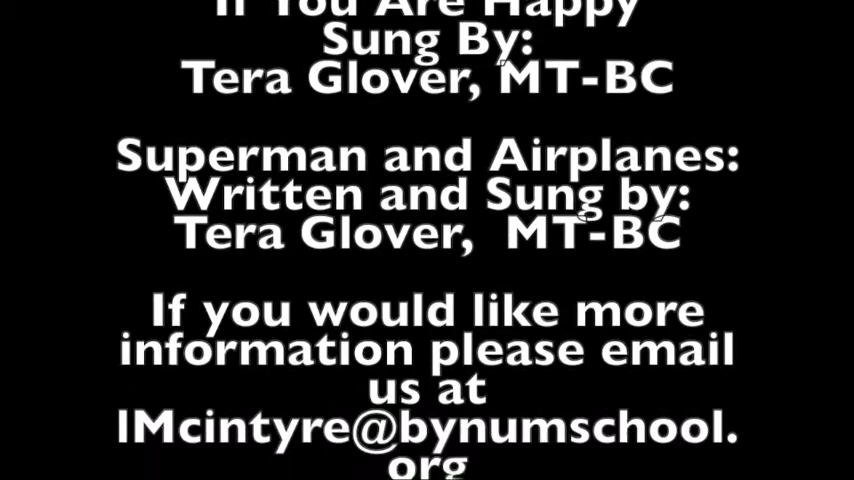 If You Are Happy
Sung By:
Tera Glover, MT-BC
Superman and Airplanes:
Written and Sung by:
Tera Glover, MT-BC
If you would like more
information please email
us at
lMcintyre@bynumschool.
org